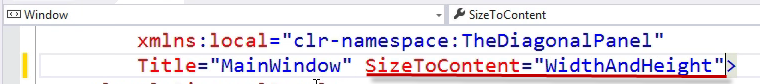 Window SizeToContent
xmlns:local="clr-namespace:TheDiagonalPanel"
Title="MainWindow" SizeToContent="WidthAndHeight">